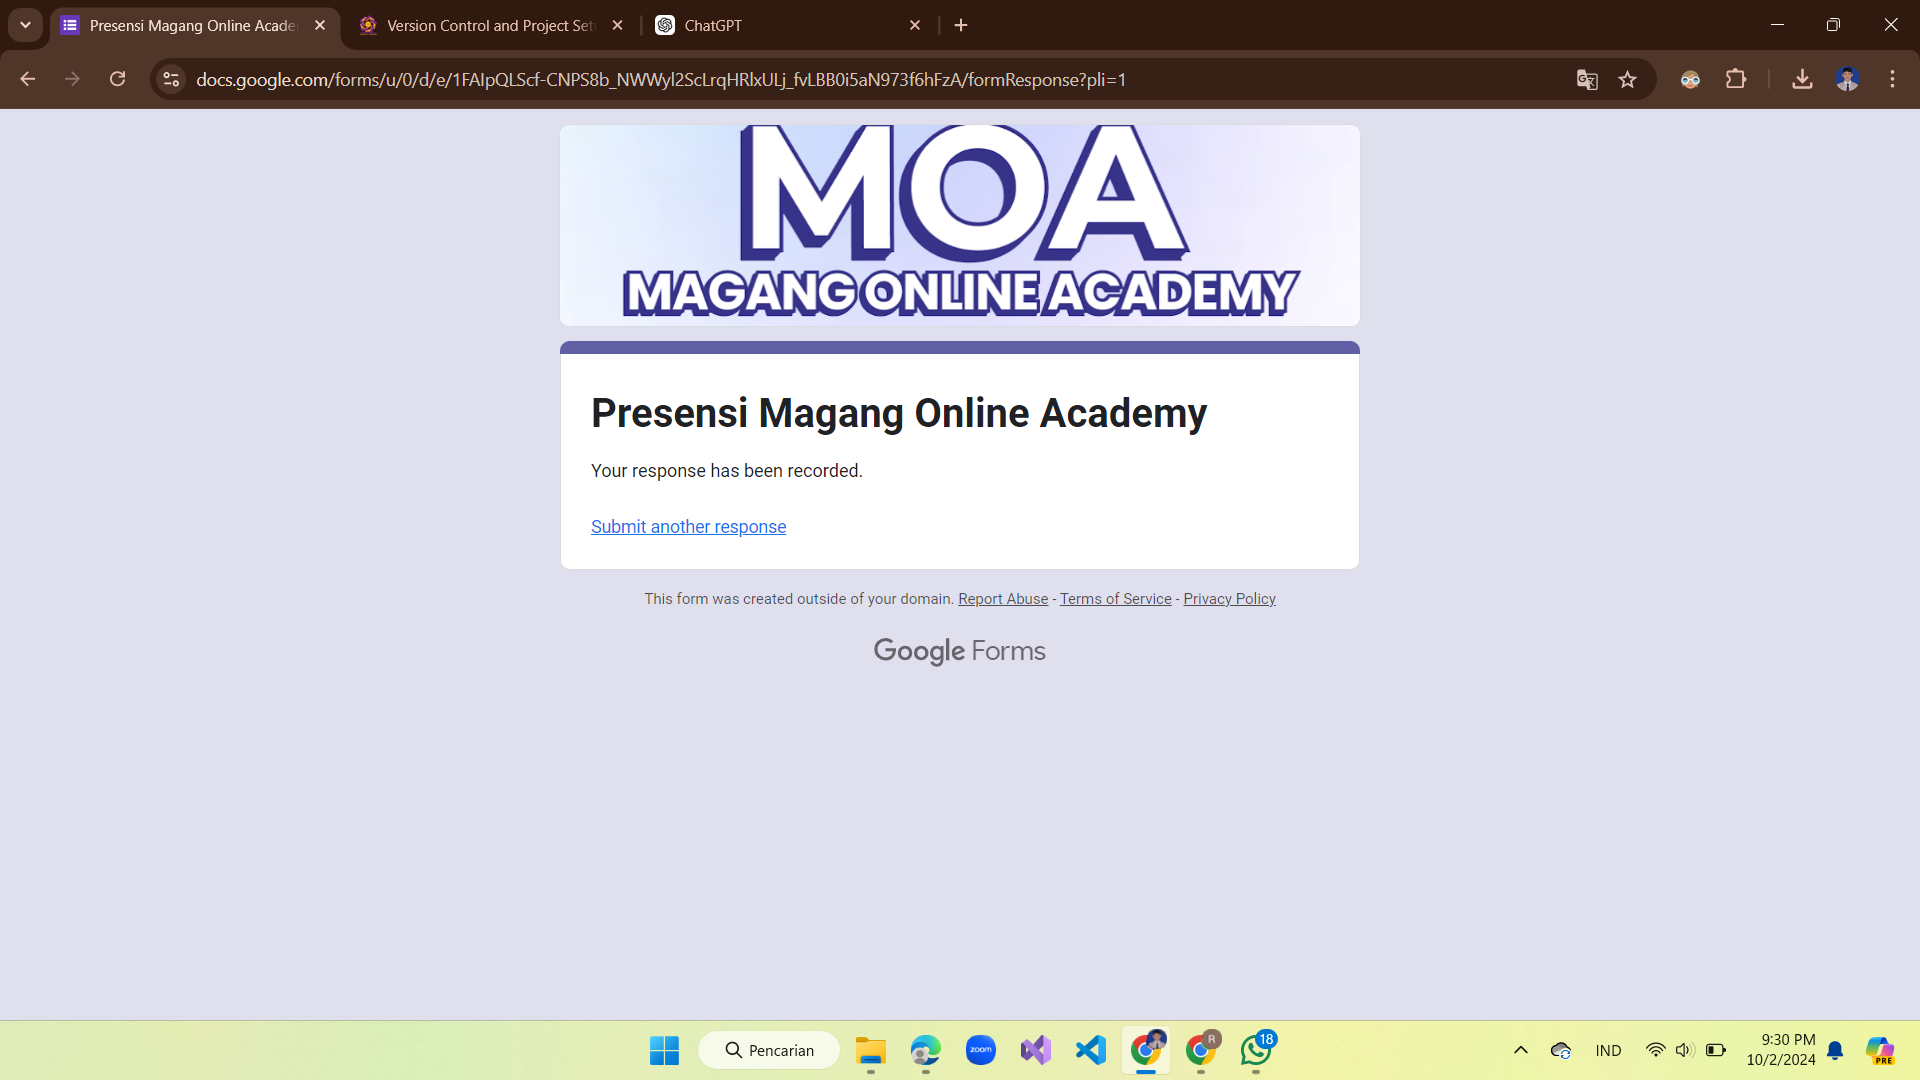 Presensi Magang Online Acade
Version Control and Project Set
ChatGPT
docs.google.com/forms/u/0/d/e/1FAIpQLScf-CNPS8b_NWWyl2ScLrqHRlxULj_fvLBB0i5aN973f6hFzA/formResponse?pli=1
MOA
MAGANG ONLINE ACADEMY
Presensi Magang Online Academy
Your response has been recorded.
Submit another response
This form was created outside of your domain. Report Abuse - Terms of Service - Privacy Policy
Google Forms
Pencarian
zoom
R
18
IND
9:30 PM
10/2/2024
PRE